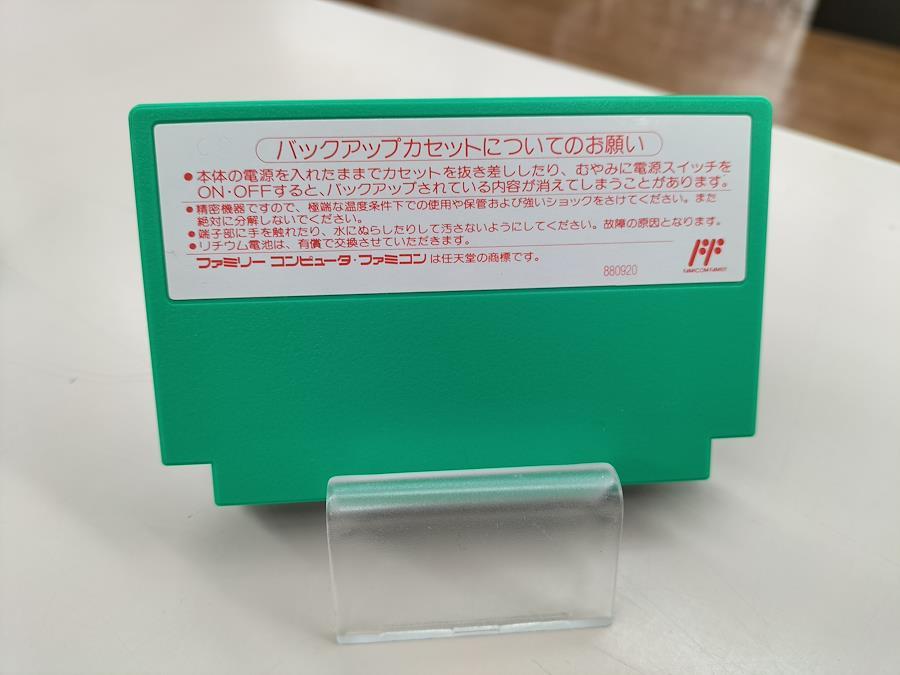 バックアップカセットについてのお願い
●本体の電源を入れたままでカセットを抜き差ししたり、むやみに電源スイッチを
ON・OFFすると、バックアップされている内容が消えてしまうことがあります。
●精密機器ですので、極端な温度条件下での使用や保管および強いショックをさけてください。また
絶対に分解しないでください。
●端子部に手を触れたり、水にぬらしたりして汚さないようにしてください。故障の原因となります。
●リチウム電池は、有償で交換させていただきます。
ファミリーコンピュータ・ファミコンは任天堂の商標です。
880920
FAMICOM FAMILY